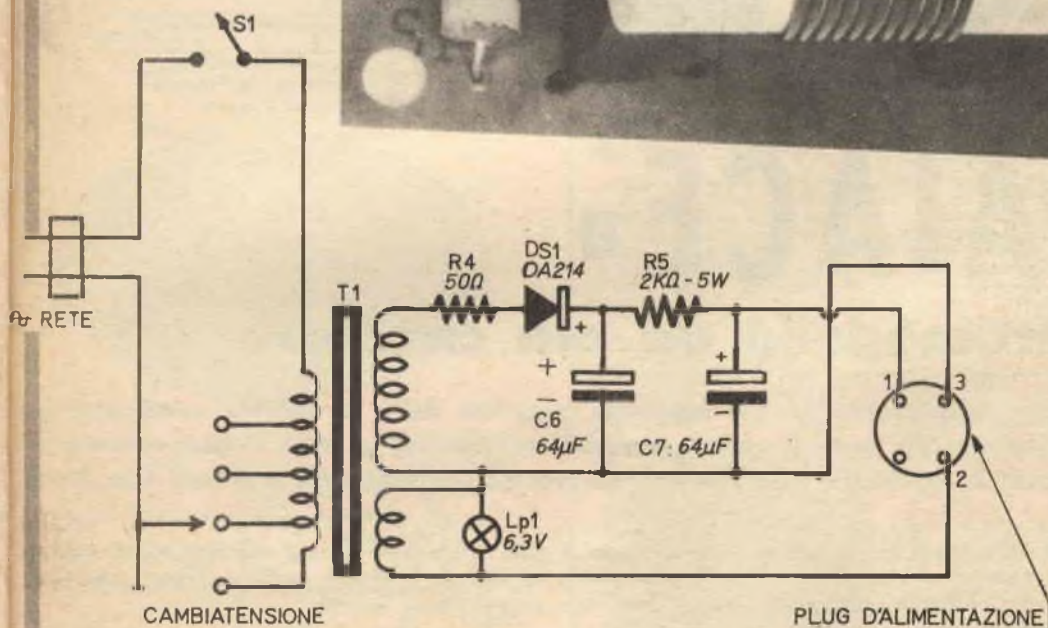 S1
RETE
T1
R4
50Ω
DS1
OA214
R5
2KΩ - 5W
+
+
+
−
−
C6
64µF
C7: 64µF
1
3
2
Lp1
6,3V
CAMBIATENSIONE
PLUG D'ALIMENTAZIONE